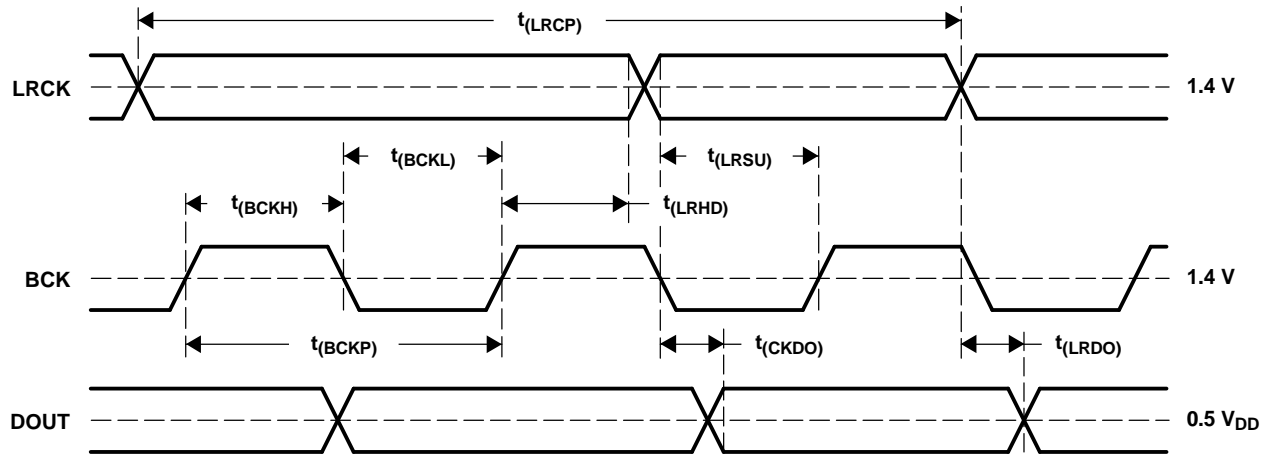 t(LRCP)
LRCK
1.4 V
t(BCKL)
t(LRSU)
t(BCKH)
t(LRHD)
BCK
1.4 V
t(BCKP)
t(CKDO)
t(LRDO)
DOUT
0.5 VDD